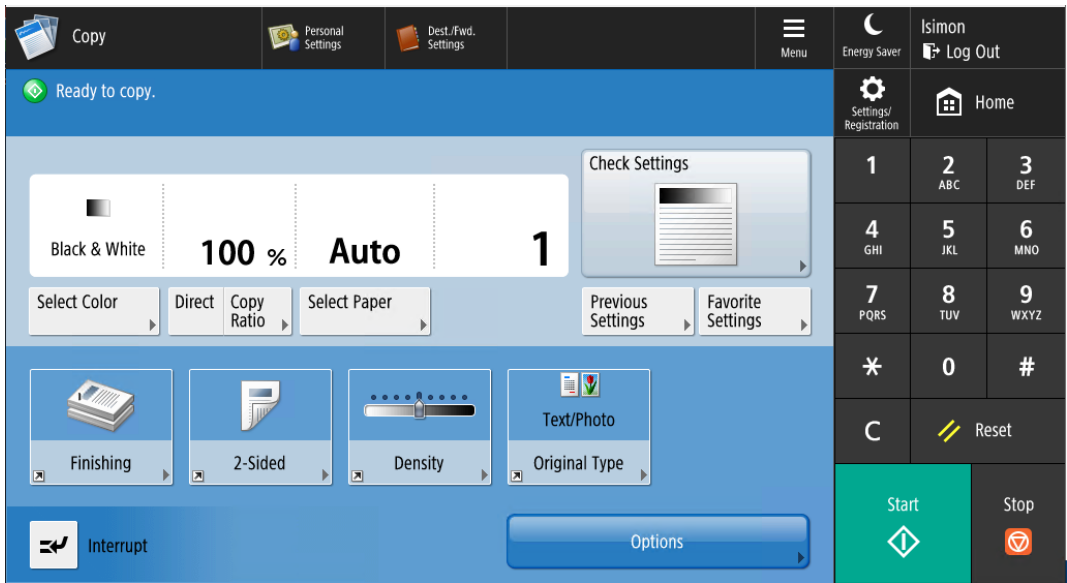 Copy
Personal
Settings
Dest./Fwd.
Settings
Menu
Energy Saver
Isimon
Log Out
Ready to copy.
Settings/
Registration
Home
Check Settings
Black & White
100 %
Auto
1
Select Color
Direct
Copy
Ratio
Select Paper
Previous
Settings
Favorite
Settings
1
2
ABC
3
DEF
4
GHI
5
JKL
6
MNO
7
PQRS
8
TUV
9
WXYZ
*
0
#
C
Reset
Text/Photo
Finishing
2-Sided
Density
Original Type
Start
Stop
Interrupt
Options